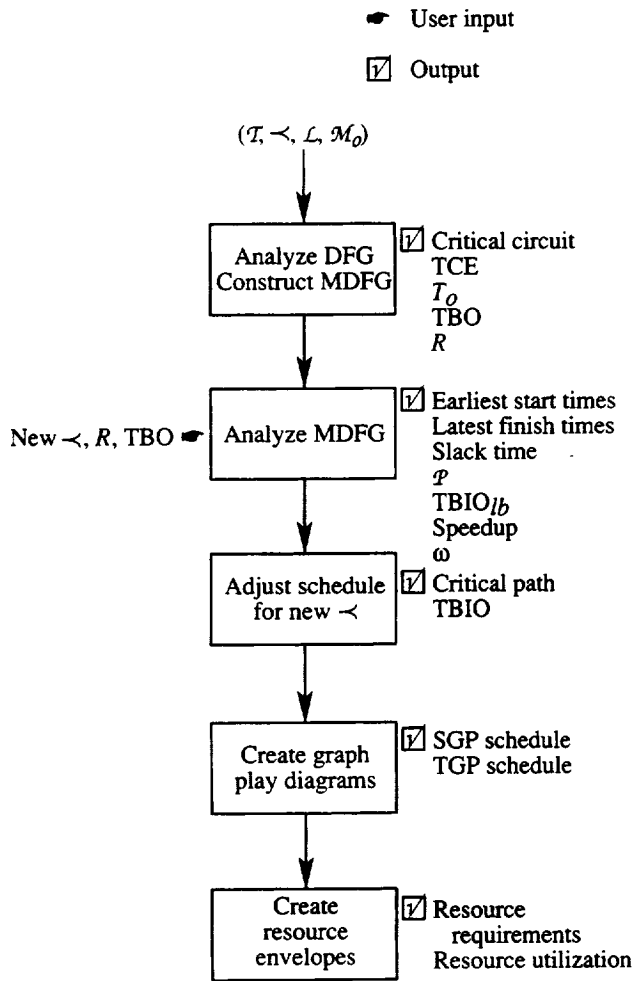 User input
Output
(𝒯, ≺, ℒ, ℳo)
Analyze DFG
Construct MDFG
Critical circuit
TCE
To
TBO
R
New ≺, R, TBO
Analyze MDFG
Earliest start times
Latest finish times
Slack time
𝒫
TBIOlb
Speedup
ω
Adjust schedule
for new ≺
Critical path
TBIO
Create graph
play diagrams
SGP schedule
TGP schedule
Create
resource
envelopes
Resource
requirements
Resource utilization